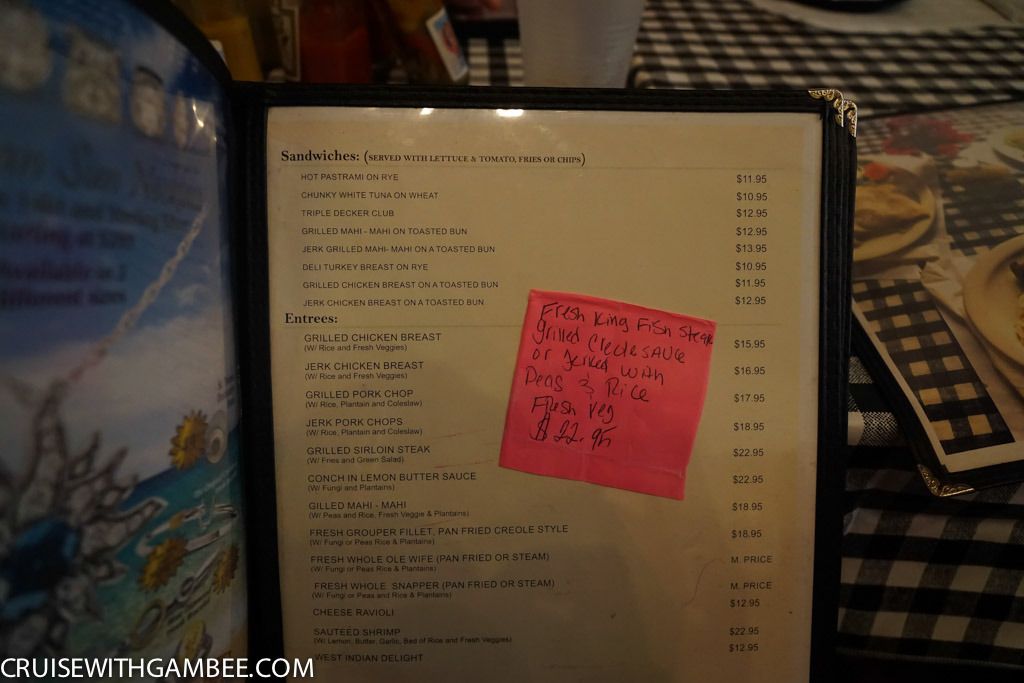 Sandwiches: (SERVED WITH LETTUCE & TOMATO, FRIES OR CHIPS)
HOT PASTRAMI ON RYE $11.95
CHUNKY WHITE TUNA ON WHEAT $10.95
TRIPLE DECKER CLUB $12.95
GRILLED MAHI - MAHI ON TOASTED BUN $12.95
JERK GRILLED MAHI- MAHI ON A TOASTED BUN $13.95
DELI TURKEY BREAST ON RYE $10.95
GRILLED CHICKEN BREAST ON A TOASTED BUN $11.95
JERK CHICKEN BREAST ON A TOASTED BUN $12.95
Entrees:
GRILLED CHICKEN BREAST $15.95
(W/ Rice and Fresh Veggies)
JERK CHICKEN BREAST $16.95
(W/ Rice and Fresh Veggies)
GRILLED PORK CHOP $17.95
(W/ Rice, Plantain and Coleslaw)
JERK PORK CHOPS $18.95
(W/ Rice, Plantain and Coleslaw)
GRILLED SIRLOIN STEAK $22.95
(W/ Fries and Green Salad)
CONCH IN LEMON BUTTER SAUCE $22.95
(W/ Fungi and Plantains)
GILLED MAHI - MAHI $18.95
(W/ Peas and Rice, Fresh Veggie & Plantains)
FRESH GROUPER FILLET, PAN FRIED CREOLE STYLE $18.95
(W/ Fungi or Peas Rice & Plantains)
FRESH WHOLE OLE WIFE (PAN FRIED OR STEAM) M. PRICE
(W/ Fungi or Peas Rice & Plantains)
FRESH WHOLE SNAPPER (PAN FRIED OR STEAM) M. PRICE
(W/ Fungi or Peas and Rice & Plantains)
CHEESE RAVIOLI $12.95
SAUTEED SHRIMP $22.95
(W/ Lemon, Butter, Garlic, Bed of Rice and Fresh Veggies)
WEST INDIAN DELIGHT $12.95
Fresh King Fish Steak
grilled Creole SAUCE
or Jerked with
Peas & Rice
Fresh veg
$22.95
CRUISEWITHGAMBEE.COM